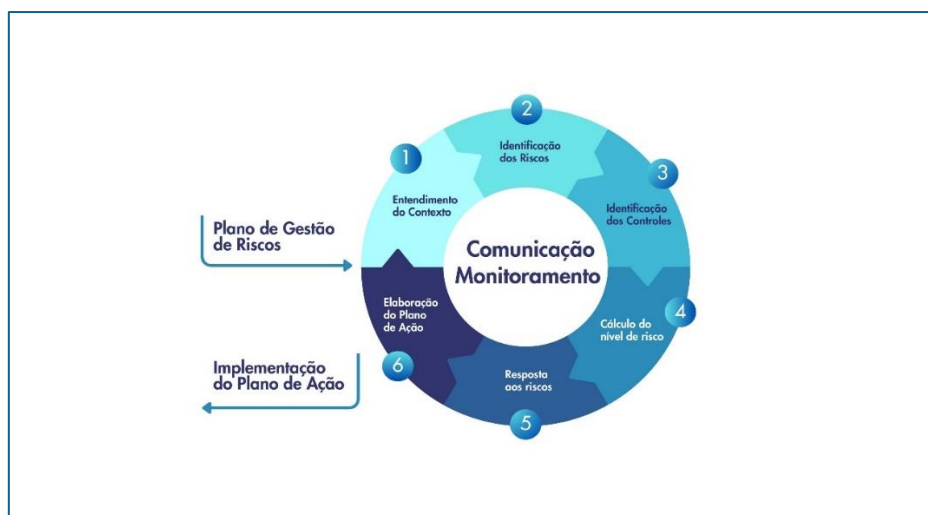 Plano de Gestão
de Riscos
1
Entendimento
do Contexto
2
Identificação
dos Riscos
3
Identificação
dos Controles
4
Cálculo do
nível de risco
5
Resposta
aos riscos
6
Elaboração
do Plano
de Ação
Comunicação
Monitoramento
Implementação
do Plano de Ação